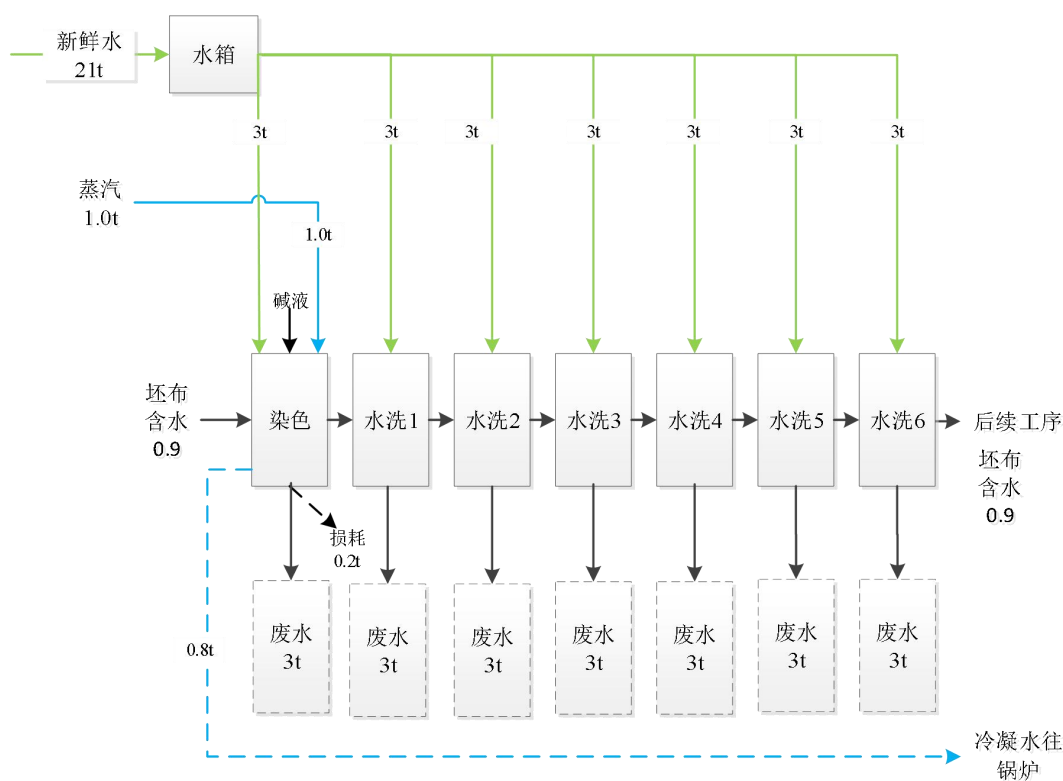 新鲜水
21t
水箱
3t
3t
3t
3t
3t
3t
3t
蒸汽
1.0t
1.0t
碱液
坯布
含水
0.9
染色
水洗1
水洗2
水洗3
水洗4
水洗5
水洗6
后续工序
坯布
含水
0.9
损耗
0.2t
废水
3t
废水
3t
废水
3t
废水
3t
废水
3t
废水
3t
废水
3t
0.8t
冷凝水往
锅炉